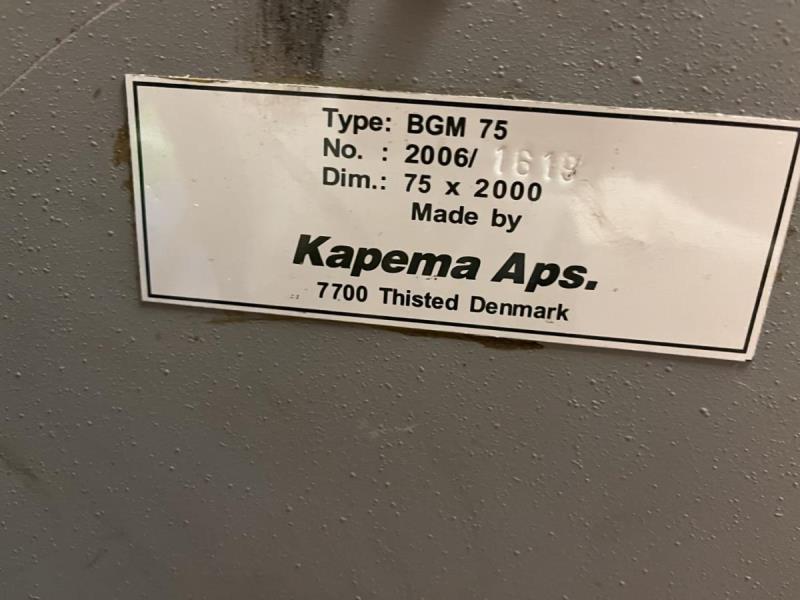 Type: BGM 75
No. : 2006/ 1619
Dim.: 75 x 2000
Made by
Kapema Aps.
7700 Thisted Denmark